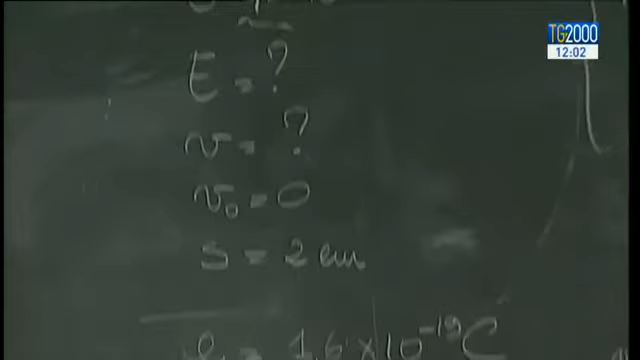 TG2000
12:02
E = ?
v = ?
v₀ = 0
s = 2 cm
= 1,6 × 10⁻¹⁹ C